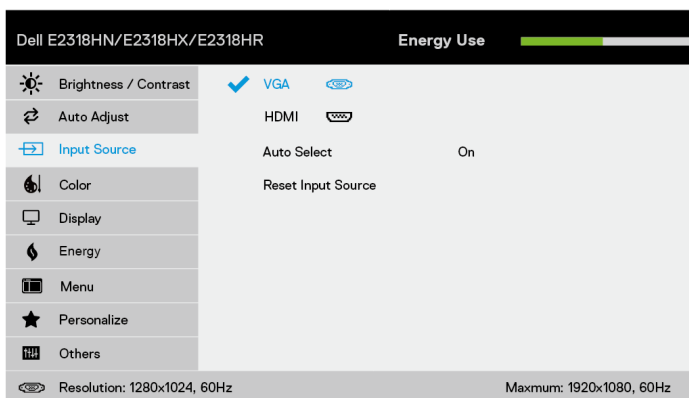 Dell E2318HN/E2318HX/E2318HR Energy Use
Brightness / Contrast VGA
Auto Adjust HDMI
Input Source Auto Select On
Color Reset Input Source
Display
Energy
Menu
Personalize
Others
Resolution: 1280x1024, 60Hz Maxmum: 1920x1080, 60Hz